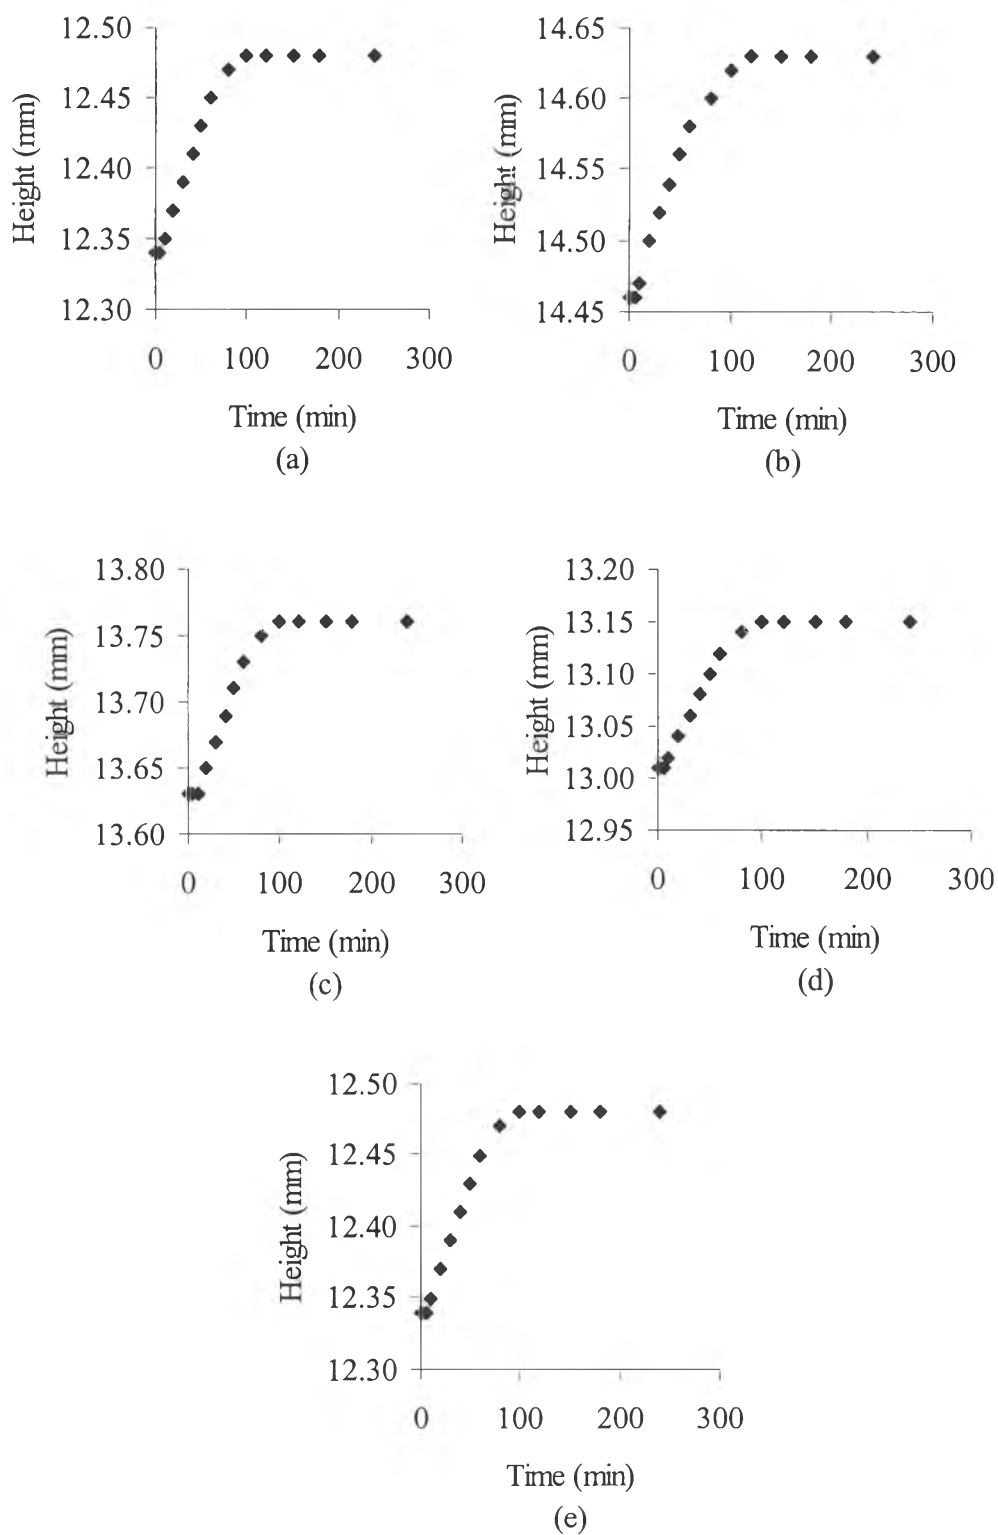 12.50
12.45
12.40
12.35
12.30
Height (mm)
0 100 200 300
Time (min)
(a)
14.65
14.60
14.55
14.50
14.45
Height (mm)
0 100 200 300
Time (min)
(b)
13.80
13.76
13.70
13.65
13.60
Height (mm)
0 100 200 300
Time (min)
(c)
13.20
13.15
13.10
13.05
13.00
12.95
Height (mm)
0 100 200 300
Time (min)
(d)
12.50
12.45
12.40
12.35
12.30
Height (mm)
0 100 200 300
Time (min)
(e)